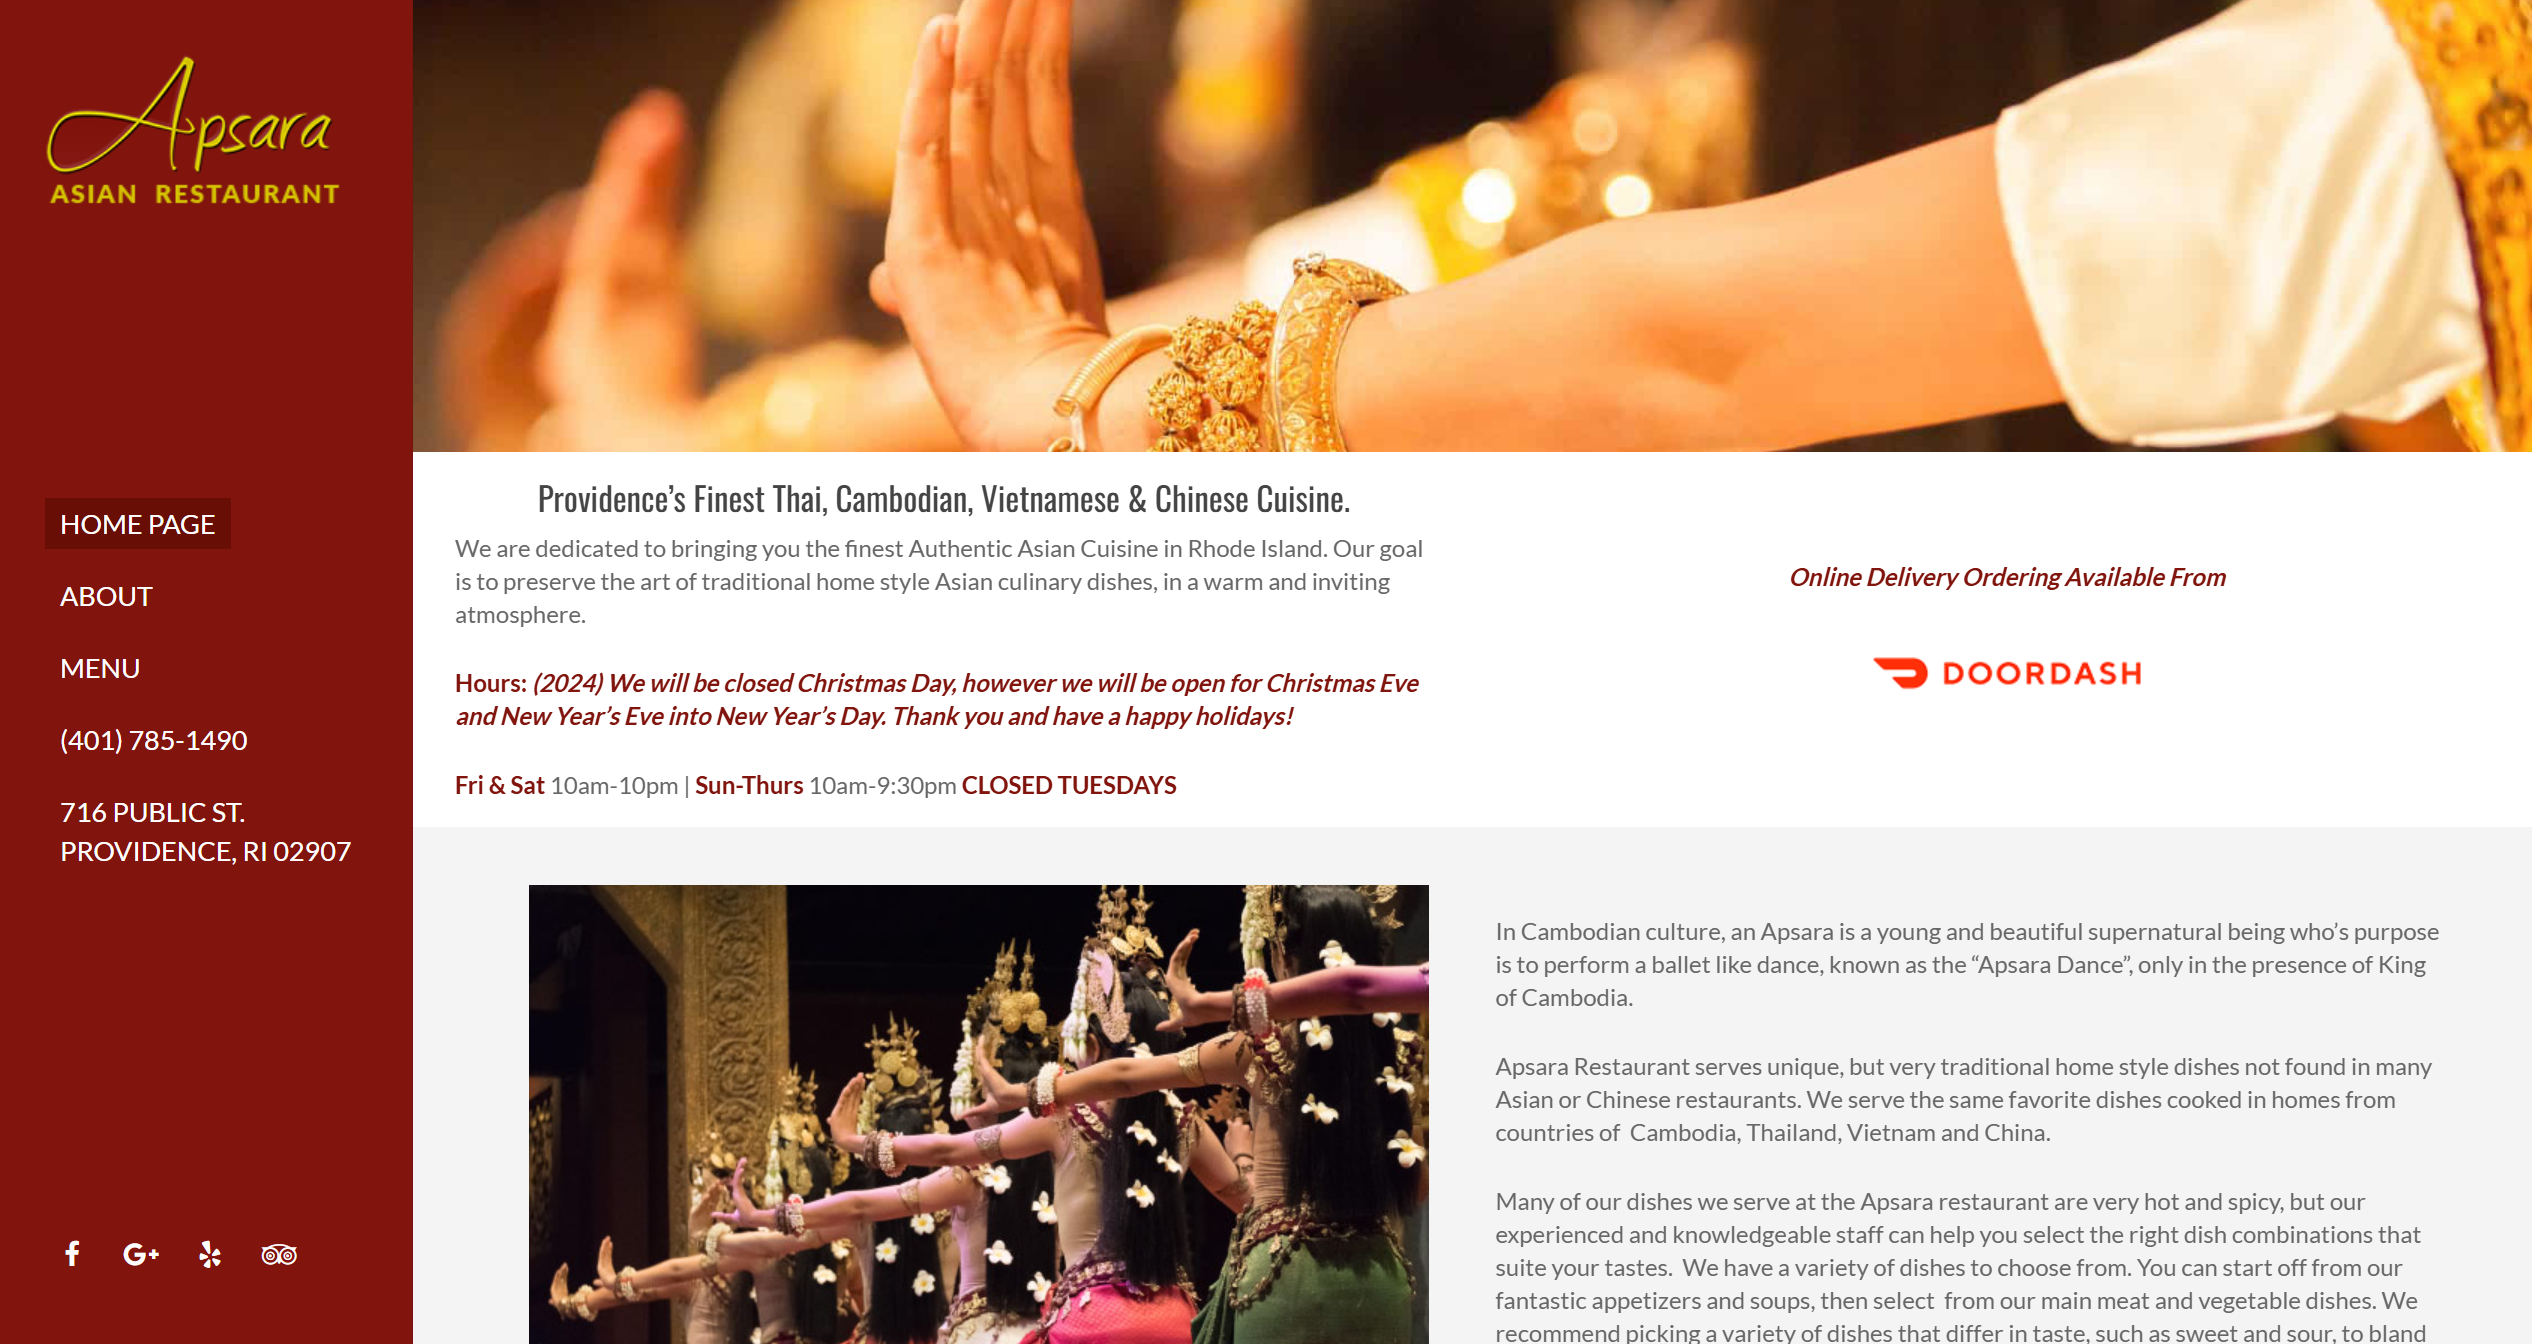 Apsara
ASIAN RESTAURANT
HOME PAGE
ABOUT
MENU
(401) 785-1490
716 PUBLIC ST.
PROVIDENCE, RI 02907
Providence’s Finest Thai, Cambodian, Vietnamese & Chinese Cuisine.
We are dedicated to bringing you the finest Authentic Asian Cuisine in Rhode Island. Our goal
is to preserve the art of traditional home style Asian culinary dishes, in a warm and inviting
atmosphere.
Hours: (2024) We will be closed Christmas Day, however we will be open for Christmas Eve
and New Year’s Eve into New Year’s Day. Thank you and have a happy holidays!
Fri & Sat 10am-10pm | Sun-Thurs 10am-9:30pm CLOSED TUESDAYS
Online Delivery Ordering Available From
DOORDASH
In Cambodian culture, an Apsara is a young and beautiful supernatural being who’s purpose
is to perform a ballet like dance, known as the “Apsara Dance”, only in the presence of King
of Cambodia.
Apsara Restaurant serves unique, but very traditional home style dishes not found in many
Asian or Chinese restaurants. We serve the same favorite dishes cooked in homes from
countries of  Cambodia, Thailand, Vietnam and China.
Many of our dishes we serve at the Apsara restaurant are very hot and spicy, but our
experienced and knowledgeable staff can help you select the right dish combinations that
suite your tastes.  We have a variety of dishes to choose from. You can start off from our
fantastic appetizers and soups, then select  from our main meat and vegetable dishes. We
recommend picking a variety of dishes that differ in taste, such as sweet and sour, to bland
G+